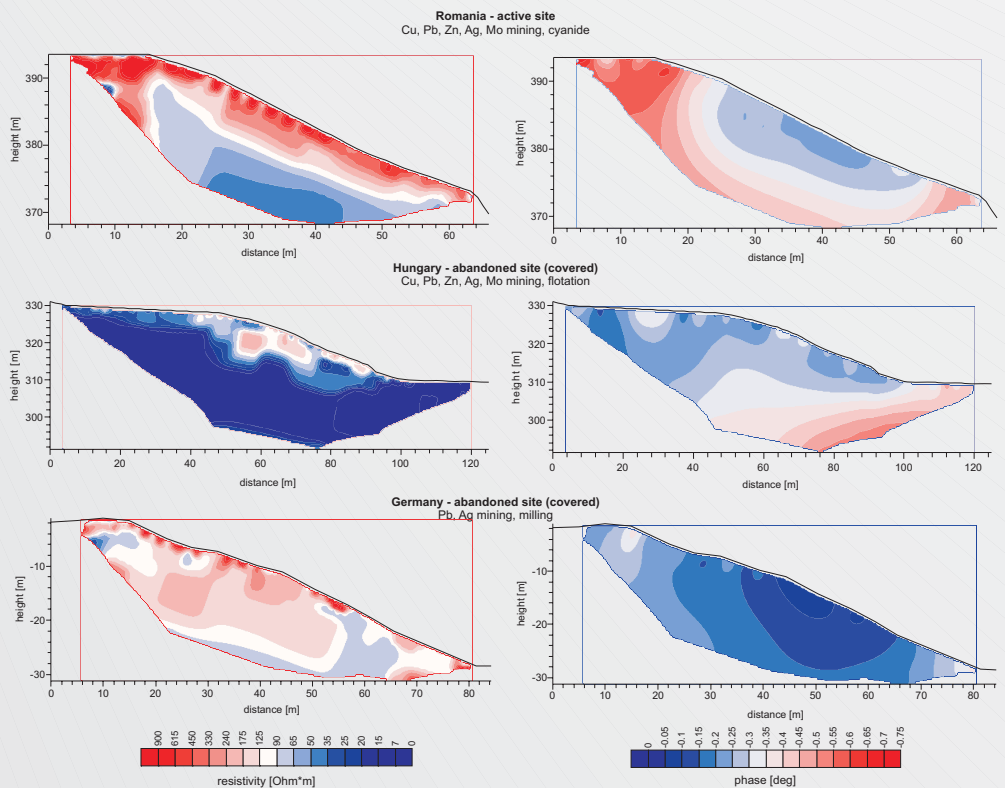 Romania - active site
Cu, Pb, Zn, Ag, Mo mining, cyanide
390
380
370
height [m]
0 10 20 30 40 50 60
distance [m]
390
380
370
height [m]
0 10 20 30 40 50 60
distance [m]
Hungary - abandoned site (covered)
Cu, Pb, Zn, Ag, Mo mining, flotation
330
320
310
300
height [m]
0 20 40 60 80 100 120
distance [m]
330
320
310
300
height [m]
0 20 40 60 80 100 120
distance [m]
Germany - abandoned site (covered)
Pb, Ag mining, milling
-10
-20
-30
height [m]
0 10 20 30 40 50 60 70 80
distance [m]
-10
-20
-30
height [m]
0 10 20 30 40 50 60 70 80
distance [m]
900 615 450 330 240 175 125 90 65 50 35 25 20 15 7 0
resistivity [Ohm*m]
0 -0.05 -0.1 -0.15 -0.2 -0.25 -0.3 -0.35 -0.4 -0.45 -0.5 -0.55 -0.6 -0.65 -0.7 -0.75
phase [deg]